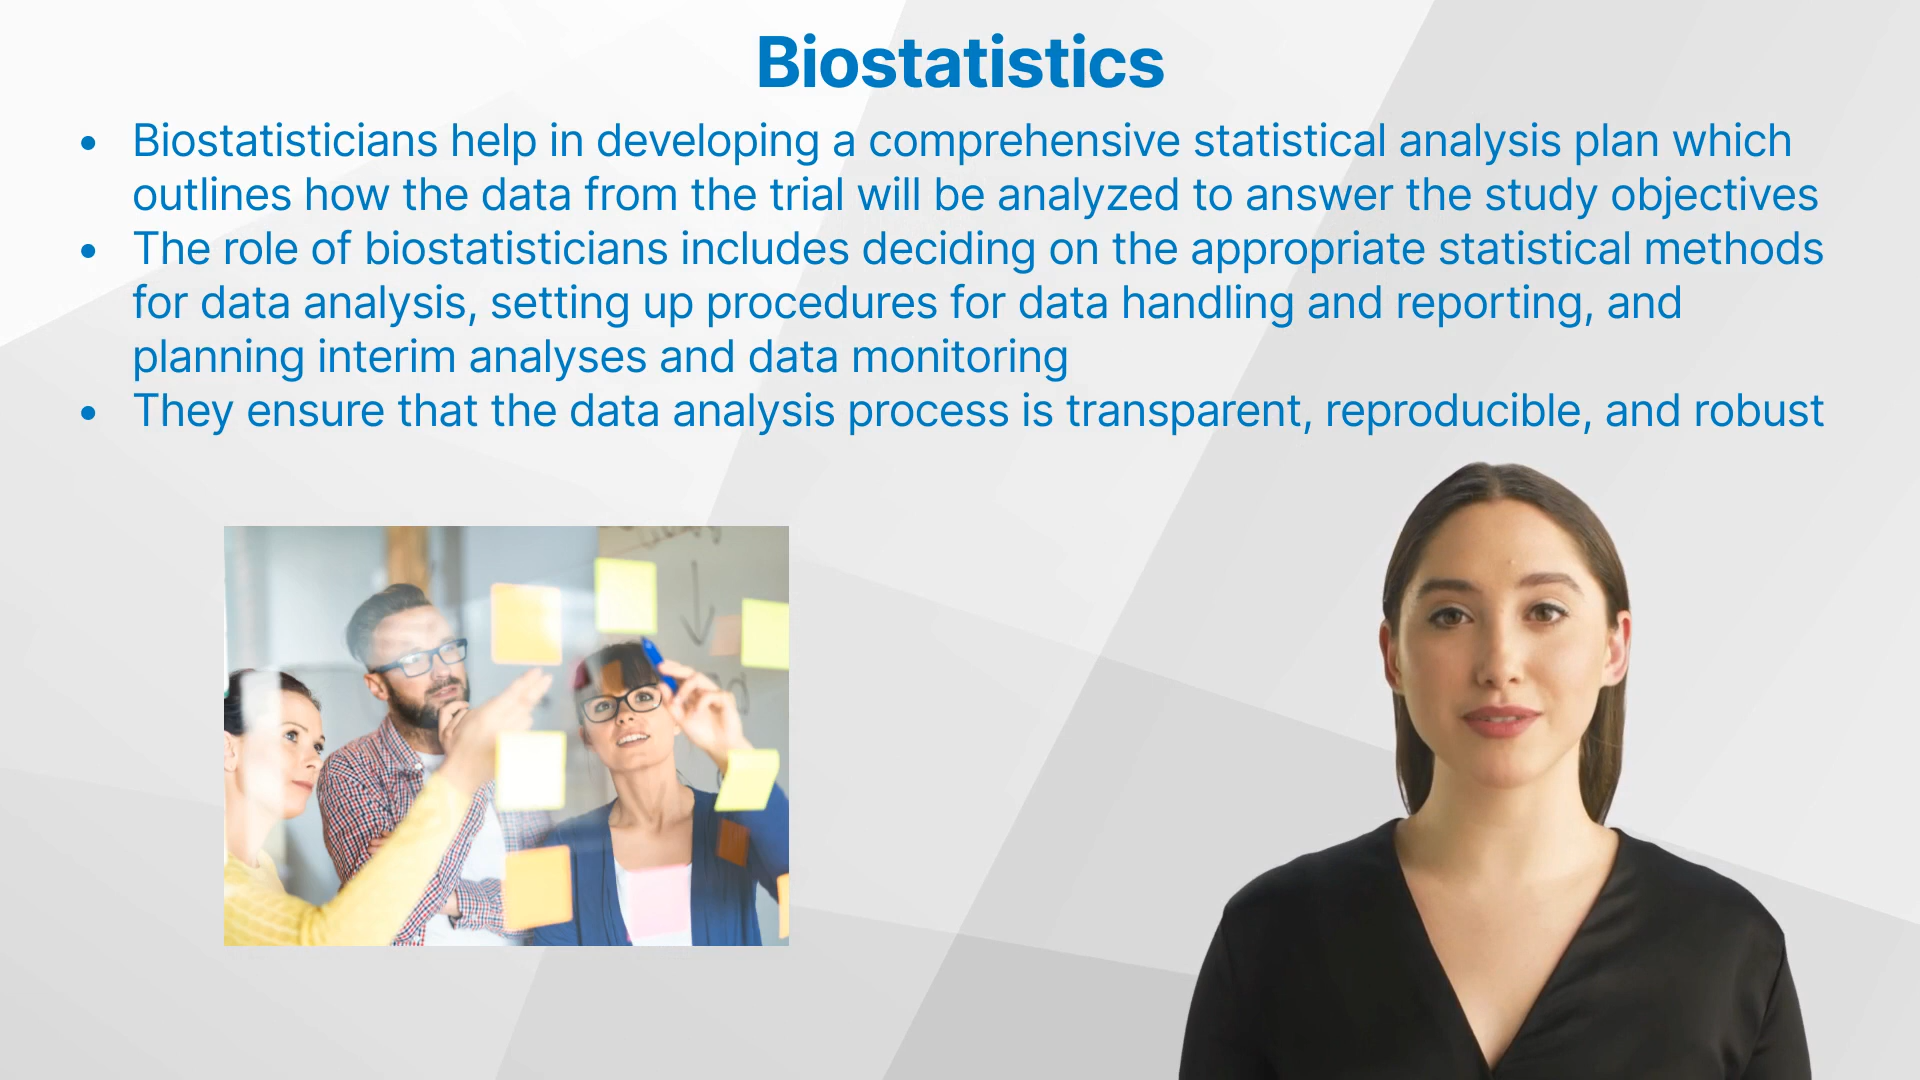 Biostatistics
• Biostatisticians help in developing a comprehensive statistical analysis plan which
outlines how the data from the trial will be analyzed to answer the study objectives
• The role of biostatisticians includes deciding on the appropriate statistical methods
for data analysis, setting up procedures for data handling and reporting, and
planning interim analyses and data monitoring
• They ensure that the data analysis process is transparent, reproducible, and robust